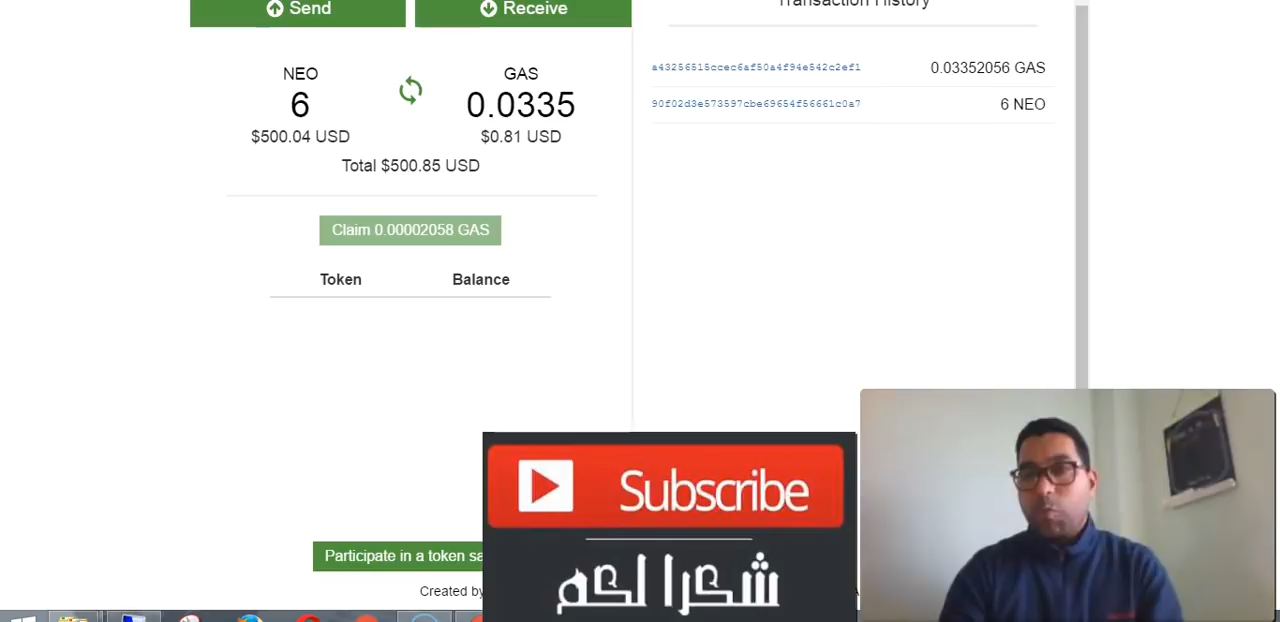 Send
Receive
Transaction History
NEO
6
$500.04 USD
GAS
0.0335
$0.81 USD
Total $500.85 USD
Claim 0.00002058 GAS
Token Balance
a43256515ccec6af50a4f94e542c2ef1 0.03352056 GAS
90f02d3e573597cbe69654f56661c0a7 6 NEO
Participate in a token sa
Created by
Subscribe
شكرا لكم